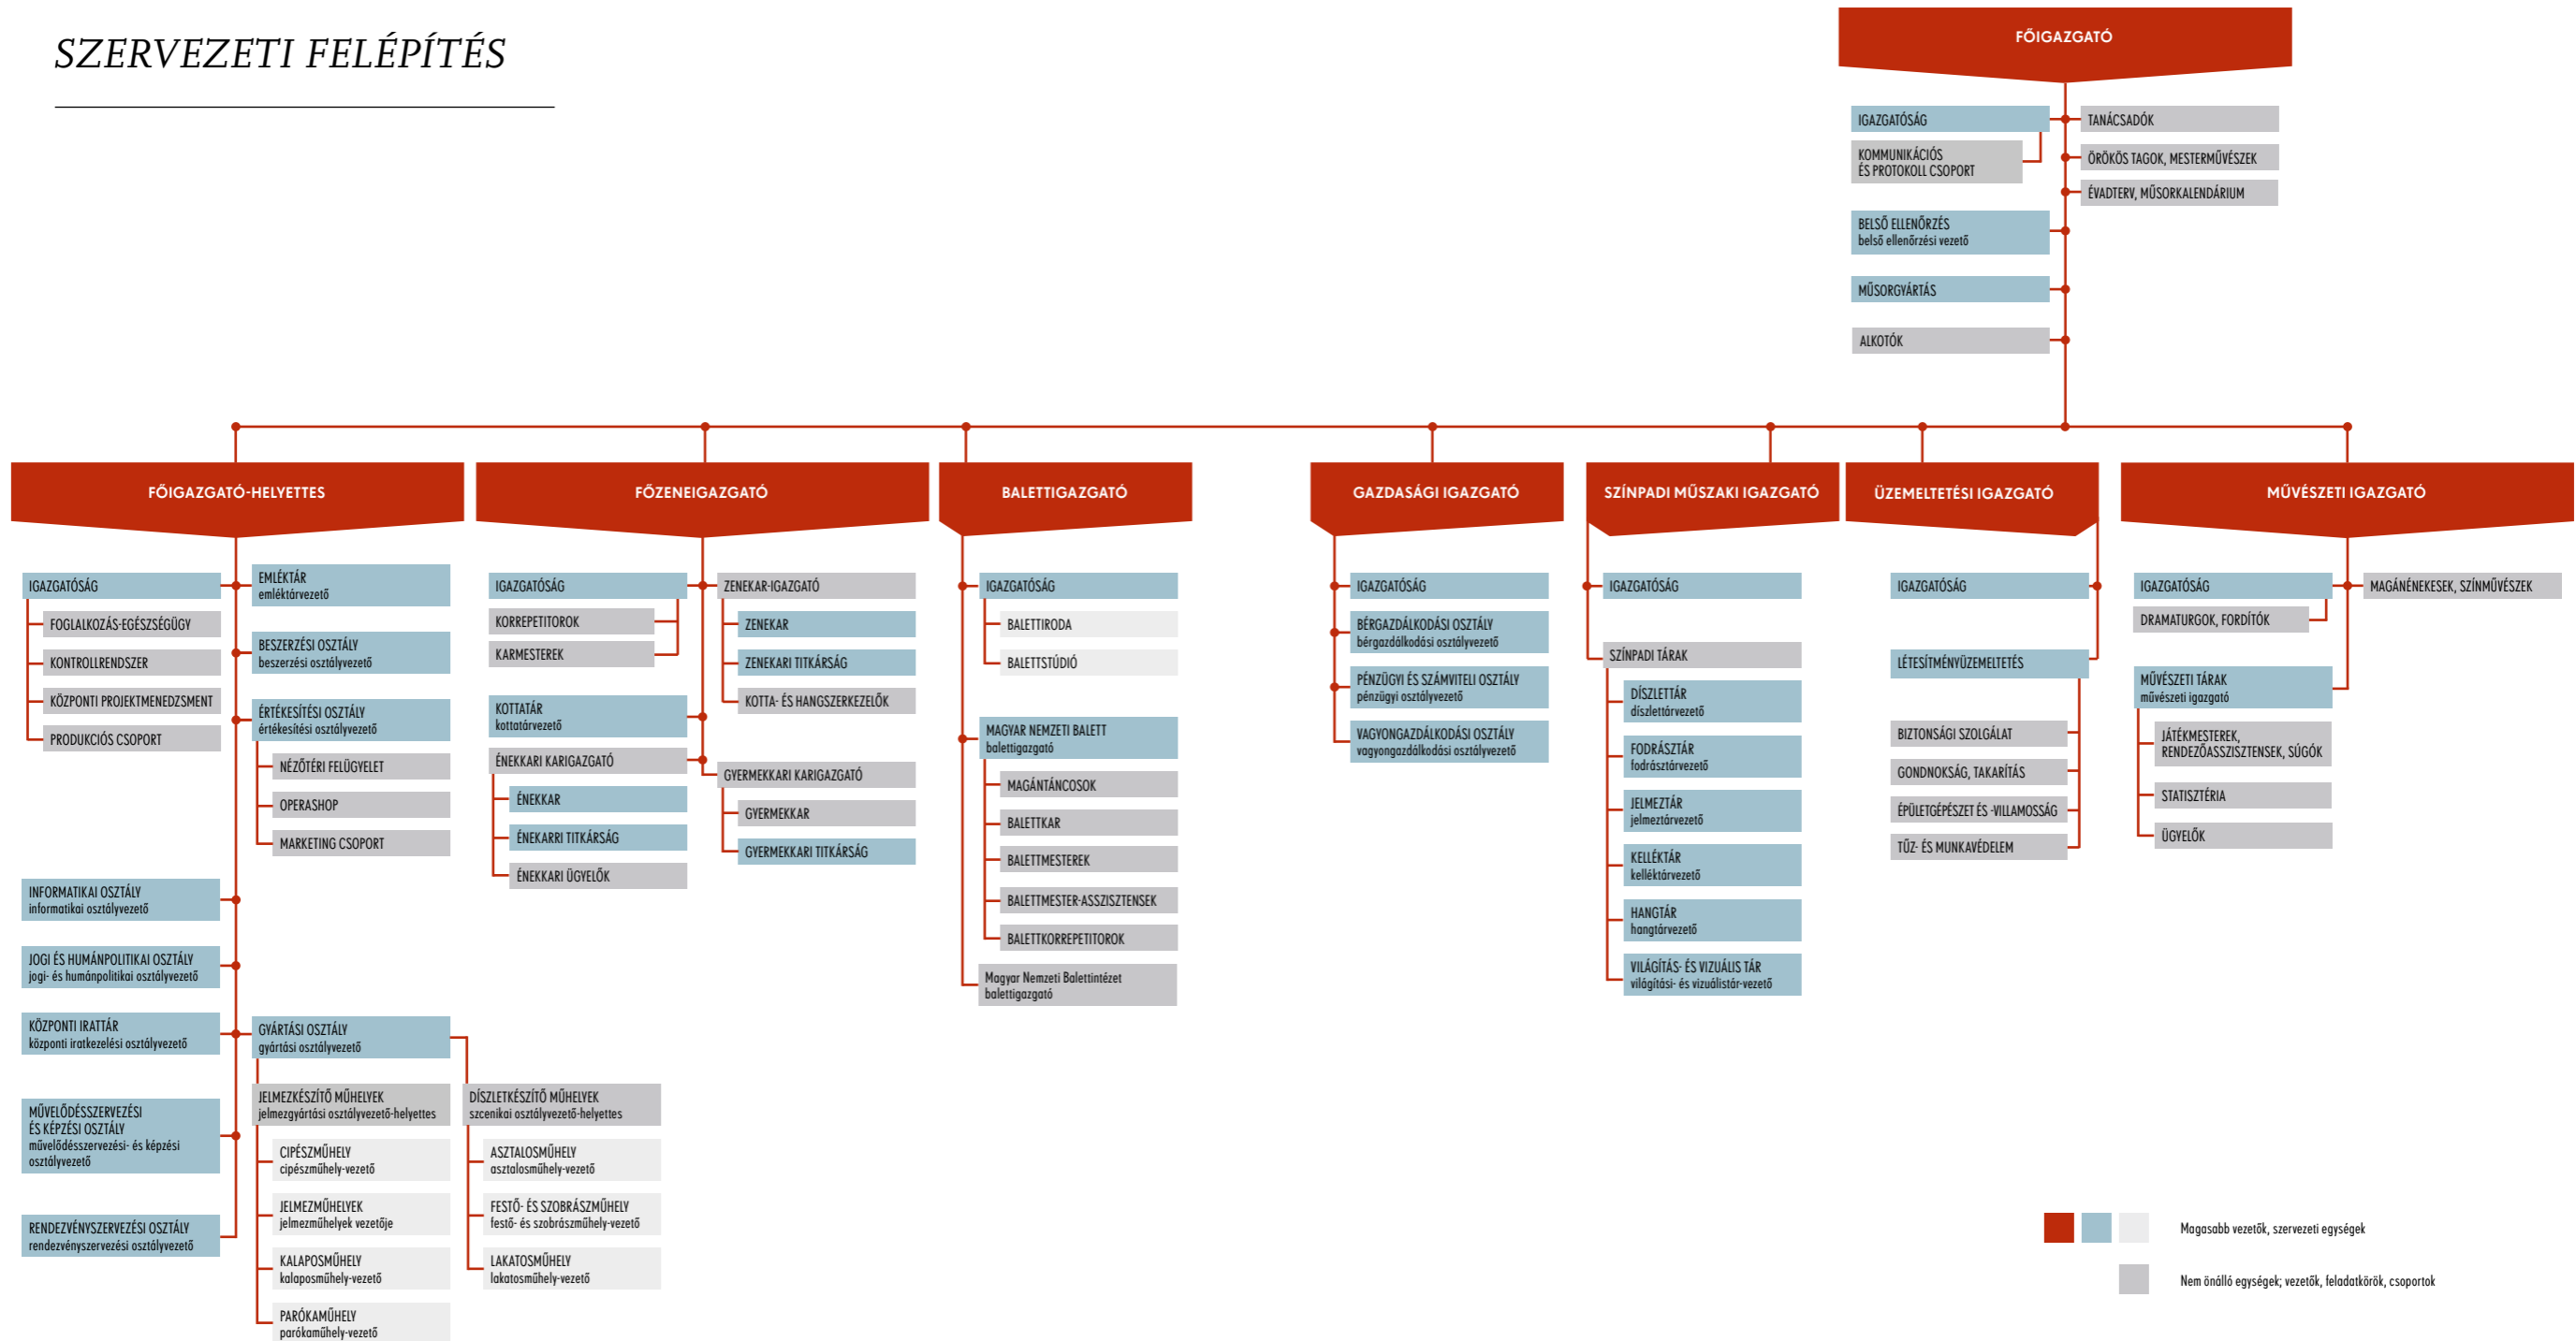 SZERVEZETI FELÉPÍTÉS
FŐIGAZGATÓ
IGAZGATÓSÁG
KOMMUNIKÁCIÓS
ÉS PROTOKOLL CSOPORT
TANÁCSADÓK
ÖRÖKÖS TAGOK, MESTERMŰVÉSZEK
ÉVADTERV, MŰSORKALENDÁRIUM
BELSŐ ELLENŐRZÉS
belső ellenőrzési vezető
MŰSORGYÁRTÁS
ALKOTÓK
FŐIGAZGATÓ-HELYETTES
IGAZGATÓSÁG
FOGLALKOZÁS-EGÉSZSÉGÜGY
KONTROLLRENDSZER
KÖZPONTI PROJEKTMENEDZSMENT
PRODUKCIÓS CSOPORT
EMLÉKTÁR
emléktárvezető
BESZERZÉSI OSZTÁLY
beszerzési osztályvezető
ÉRTÉKESÍTÉSI OSZTÁLY
értékesítési osztályvezető
NÉZŐTÉRI FELÜGYELET
OPERASHOP
MARKETING CSOPORT
INFORMATIKAI OSZTÁLY
informatikai osztályvezető
JOGI ÉS HUMÁNPOLITIKAI OSZTÁLY
jogi- és humánpolitikai osztályvezető
KÖZPONTI IRATTÁR
központi iratkezelési osztályvezető
MŰVELŐDÉSSZERVEZÉSI
ÉS KÉPZÉSI OSZTÁLY
művelődésszervezési- és képzési
osztályvezető
RENDEZVÉNYSZERVEZÉSI OSZTÁLY
rendezvényszervezési osztályvezető
GYÁRTÁSI OSZTÁLY
gyártási osztályvezető
JELMEZKÉSZÍTŐ MŰHELYEK
jelmezgyártási osztályvezető-helyettes
CIPÉSZMŰHELY
cipészműhely-vezető
JELMEZMŰHELYEK
jelmezműhelyek vezetője
KALAPOSMŰHELY
kalaposműhely-vezető
PARÓKAMŰHELY
parókaműhely-vezető
DÍSZLETKÉSZÍTŐ MŰHELYEK
szcenikai osztályvezető-helyettes
ASZTALOSMŰHELY
asztalosműhely-vezető
FESTŐ- ÉS SZOBRÁSZMŰHELY
festő- és szobrászműhely-vezető
LAKATOSMŰHELY
lakatosműhely-vezető
FŐZENEIGAZGATÓ
IGAZGATÓSÁG
KORREPETITOROK
KARMESTEREK
KOTTATÁR
kottatárvezető
ÉNEKKARI KARIGAZGATÓ
ÉNEKKAR
ÉNEKARRI TITKÁRSÁG
ÉNEKKARI ÜGYELŐK
ZENEKAR-IGAZGATÓ
ZENEKAR
ZENEKARI TITKÁRSÁG
KOTTA- ÉS HANGSZERKEZELŐK
GYERMEKKARI KARIGAZGATÓ
GYERMEKKAR
GYERMEKKARI TITKÁRSÁG
BALETTIGAZGATÓ
IGAZGATÓSÁG
BALETTIRODA
BALETTSTÚDIÓ
MAGYAR NEMZETI BALETT
balettigazgató
MAGÁNTÁNCOSOK
BALETTKAR
BALETTMESTEREK
BALETTMESTER-ASSZISZTENSEK
BALETTKORREPETITOROK
Magyar Nemzeti Balettintézet
balettigazgató
GAZDASÁGI IGAZGATÓ
IGAZGATÓSÁG
BÉRGAZDÁLKODÁSI OSZTÁLY
bérgazdálkodási osztályvezető
PÉNZÜGYI ÉS SZÁMVITELI OSZTÁLY
pénzügyi osztályvezető
VAGYONGAZDÁLKODÁSI OSZTÁLY
vagyongazdálkodási osztályvezető
SZÍNPADI MŰSZAKI IGAZGATÓ
IGAZGATÓSÁG
SZÍNPADI TÁRAK
DÍSZLETTÁR
díszlettárvezető
FODRÁSZTÁR
fodrásztárvezető
JELMEZTÁR
jelmeztárvezető
KELLÉKTÁR
kelléktárvezető
HANGTÁR
hangtárvezető
VILÁGÍTÁS- ÉS VIZUÁLIS TÁR
világítási- és vizuálistár-vezető
ÜZEMELTETÉSI IGAZGATÓ
IGAZGATÓSÁG
LÉTESÍTMÉNYÜZEMELTETÉS
BIZTONSÁGI SZOLGÁLAT
GONDNOKSÁG, TAKARÍTÁS
ÉPÜLETGÉPÉSZET ÉS -VILLAMOSSÁG
TŰZ- ÉS MUNKAVÉDELEM
MŰVÉSZETI IGAZGATÓ
IGAZGATÓSÁG
DRAMATURGOK, FORDÍTÓK
MAGÁNÉNEKESEK, SZÍNMŰVÉSZEK
MŰVÉSZETI TÁRAK
művészeti igazgató
JÁTÉKMESTEREK,
RENDEZŐASSZISZTENSEK, SÚGÓK
STATISZTÉRIA
ÜGYELŐK
Magasabb vezetők, szervezeti egységek
Nem önálló egységek; vezetők, feladatkörök, csoportok